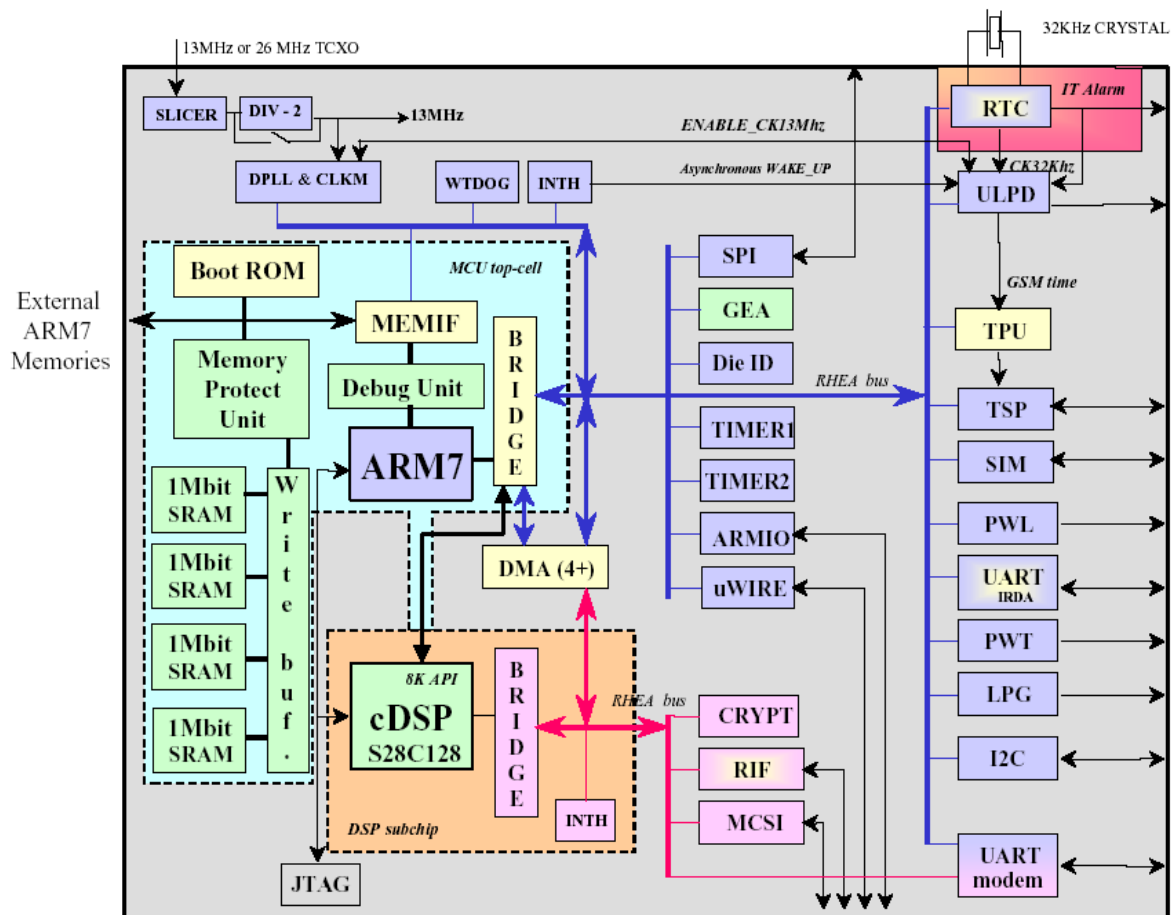 13MHz or 26 MHz TCXO
32KHz CRYSTAL
SLICER
DIV - 2
13MHz
ENABLE_CK13Mhz
RTC
IT Alarm
CK32Khz
DPLL & CLKM
WTDOG
INTH
Asynchronous WAKE_UP
ULPD
MCU top-cell
Boot ROM
SPI
GSM time
External
ARM7
Memories
MEMIF
GEA
TPU
Memory
Protect
Unit
Debug Unit
BRIDGE
Die ID
RHEA bus
TSP
ARM7
TIMER1
SIM
1Mbit
SRAM
Write buf.
TIMER2
PWL
1Mbit
SRAM
DMA (4+)
ARMIO
UART
IRDA
uWIRE
1Mbit
SRAM
PWT
8K API
cDSP
S28C128
BRIDGE
RHEA bus
LPG
1Mbit
SRAM
CRYPT
I2C
RIF
INTH
MCSI
DSP subchip
UART
modem
JTAG